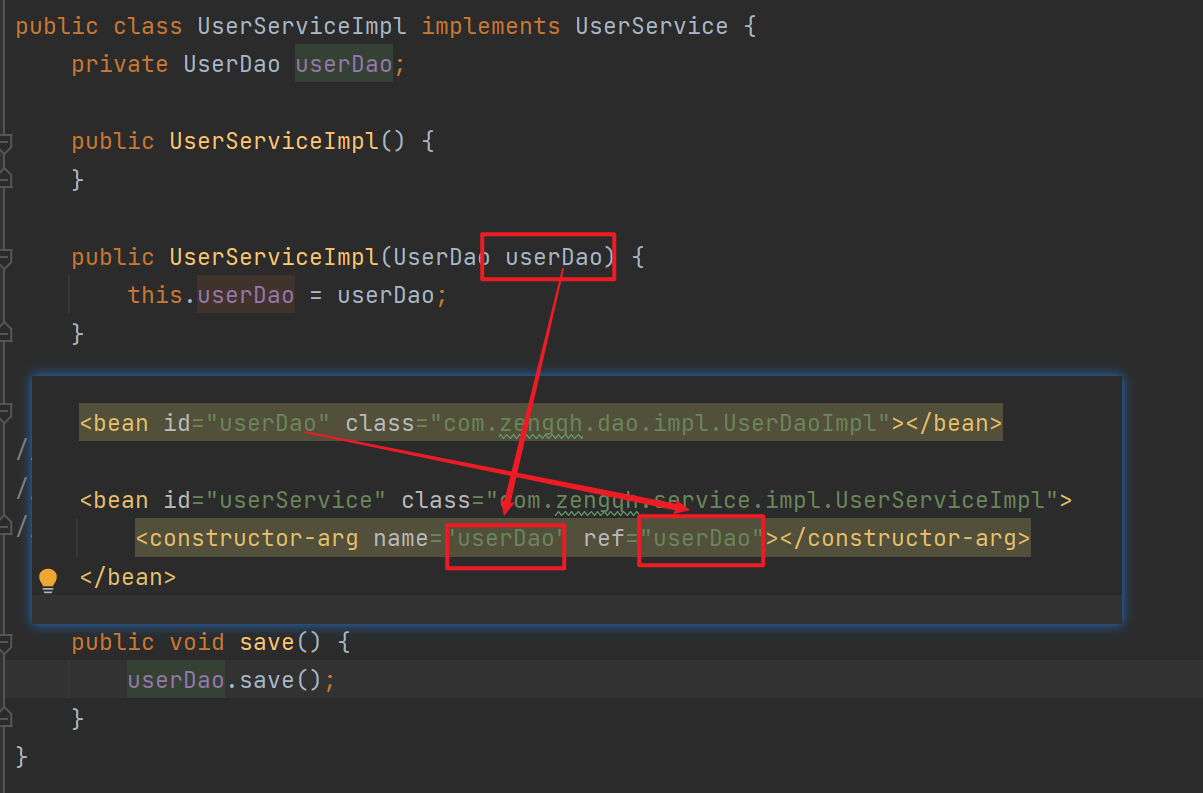 public class UserServiceImpl implements UserService {
private UserDao userDao;
public UserServiceImpl() {
}
public UserServiceImpl(UserDao userDao) {
this.userDao = userDao;
}
<bean id="userDao" class="com.zengqh.dao.impl.UserDaoImpl"></bean>
//
<bean id="userService" class="com.zengqh.service.impl.UserServiceImpl">
//
<constructor-arg name="userDao" ref="userDao"></constructor-arg>
//
</bean>
public void save() {
userDao.save();
}
}